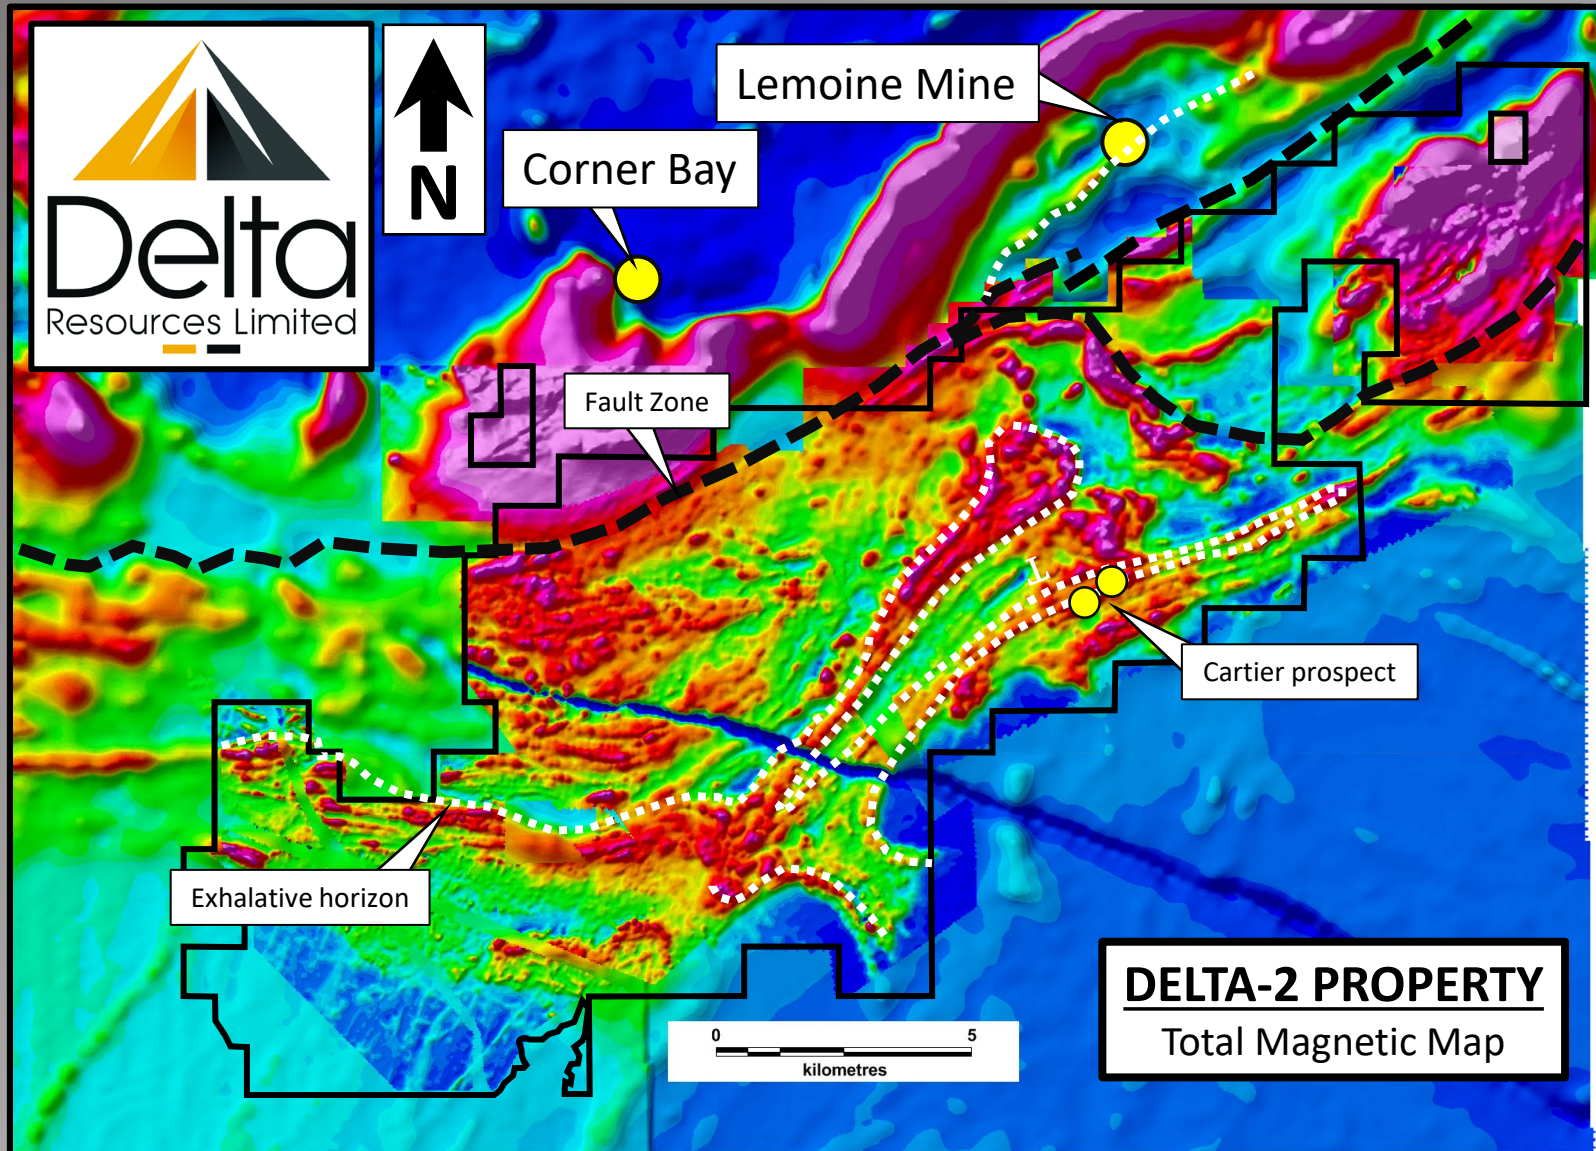 Delta
Resources Limited
N
Lemoine Mine
Corner Bay
Fault Zone
Cartier prospect
Exhalative horizon
DELTA-2 PROPERTY
Total Magnetic Map
0 5
kilometres